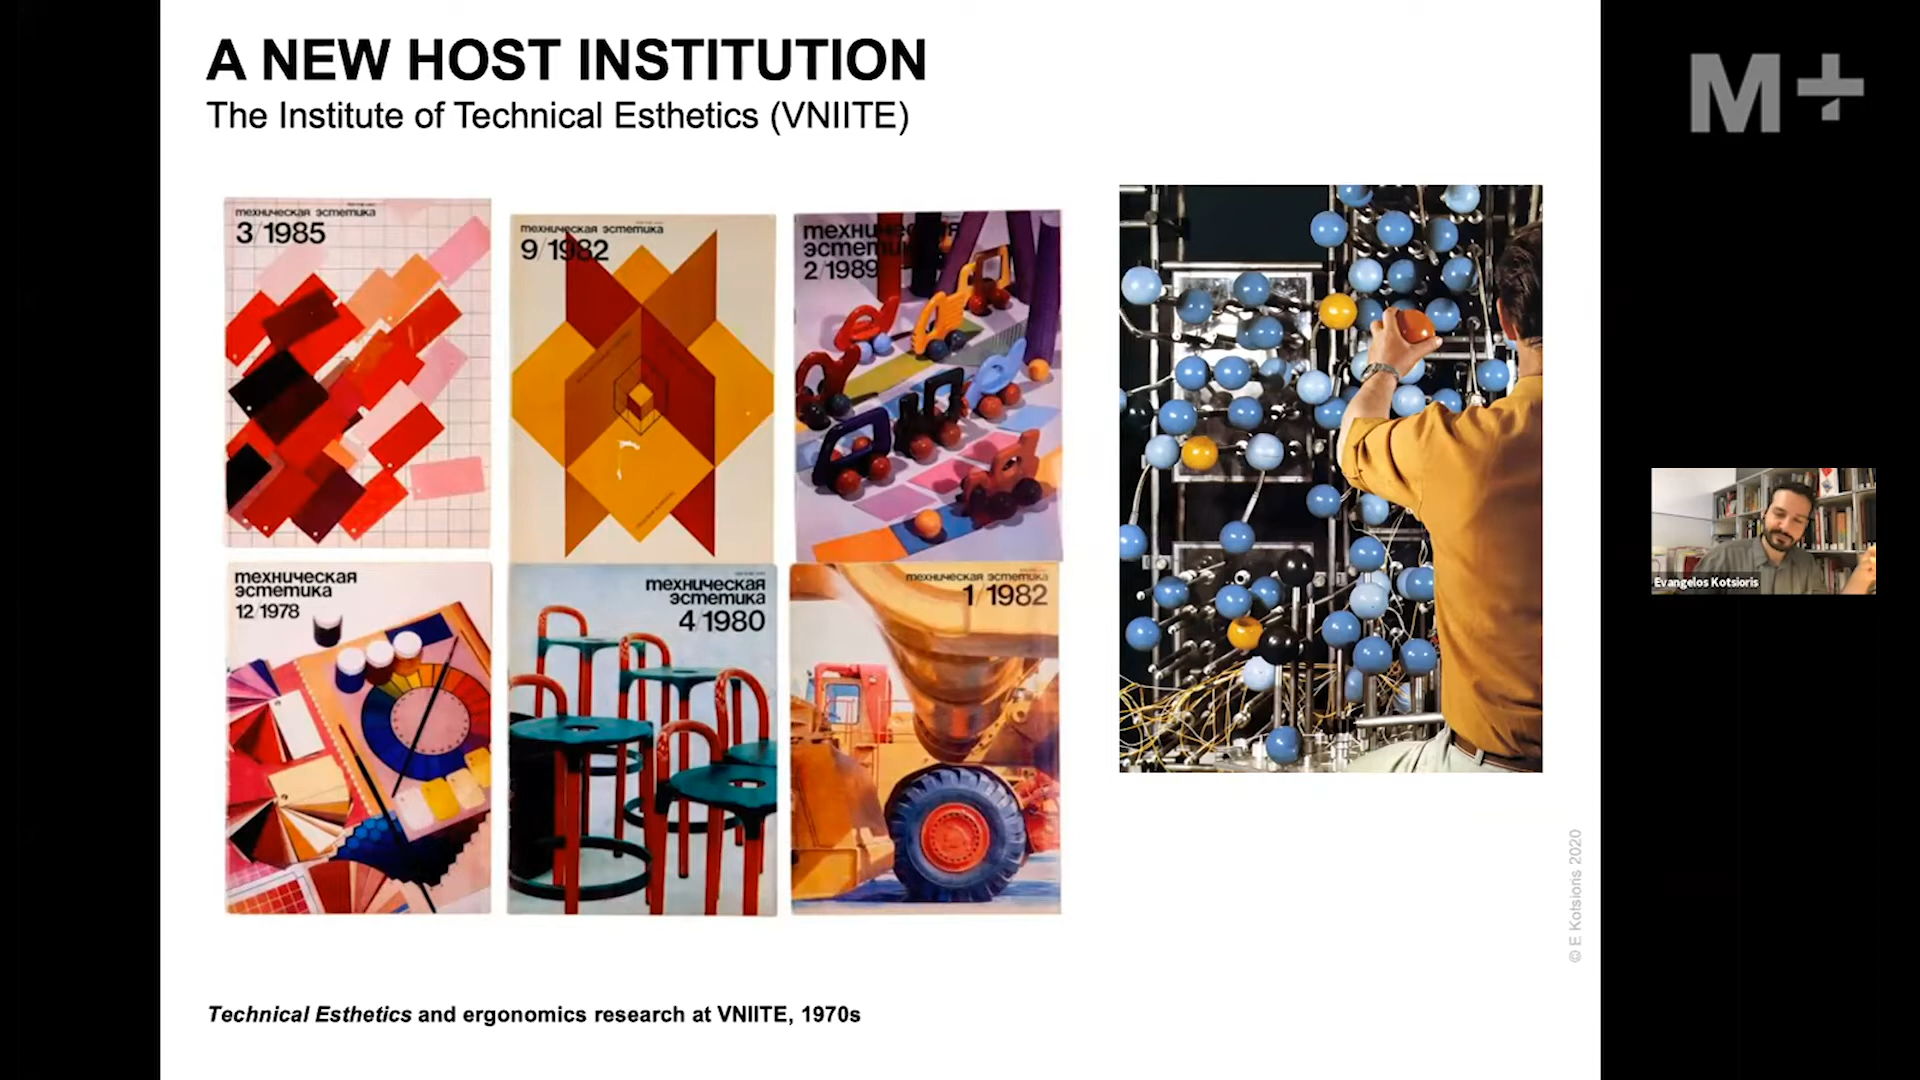 A NEW HOST INSTITUTION
The Institute of Technical Esthetics (VNIITE)
техническая эстетика
3/1985
техническая эстетика
9/1982
техническая
эстетика
2/1989
техническая
эстетика
12/1978
техническая
эстетика
4/1980
техническая эстетика
1/1982
Technical Esthetics and ergonomics research at VNIITE, 1970s
© E Kotsioris 2020
M+
Evangelos Kotsioris